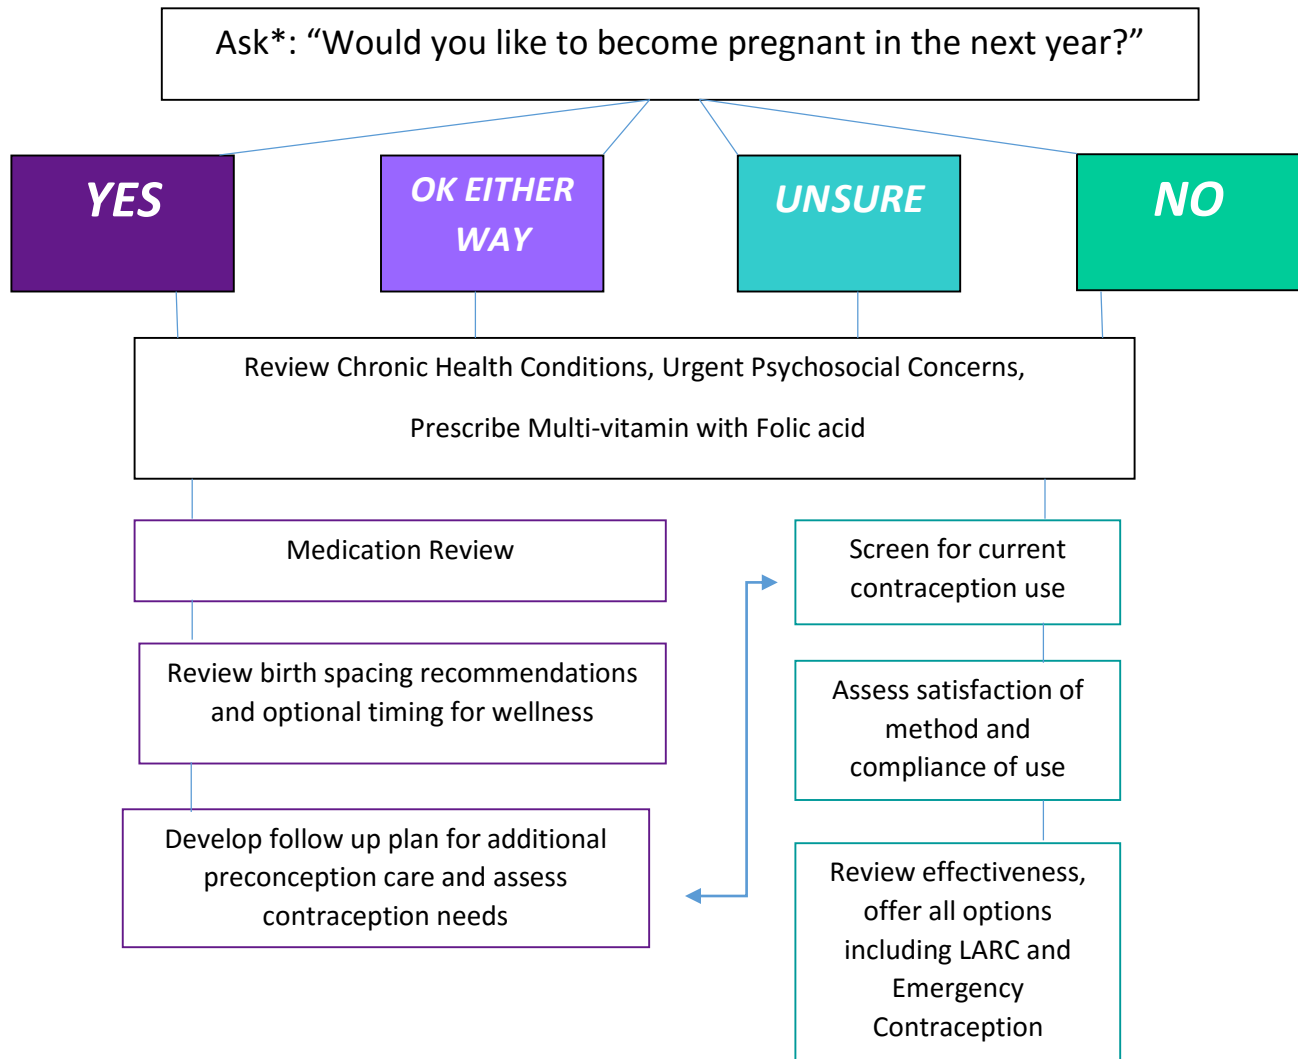 Ask*: “Would you like to become pregnant in the next year?”
YES
OK EITHER
WAY
UNSURE
NO
Review Chronic Health Conditions, Urgent Psychosocial Concerns,
Prescribe Multi-vitamin with Folic acid
Medication Review
Review birth spacing recommendations
and optional timing for wellness
Develop follow up plan for additional
preconception care and assess
contraception needs
Screen for current
contraception use
Assess satisfaction of
method and
compliance of use
Review effectiveness,
offer all options
including LARC and
Emergency
Contraception